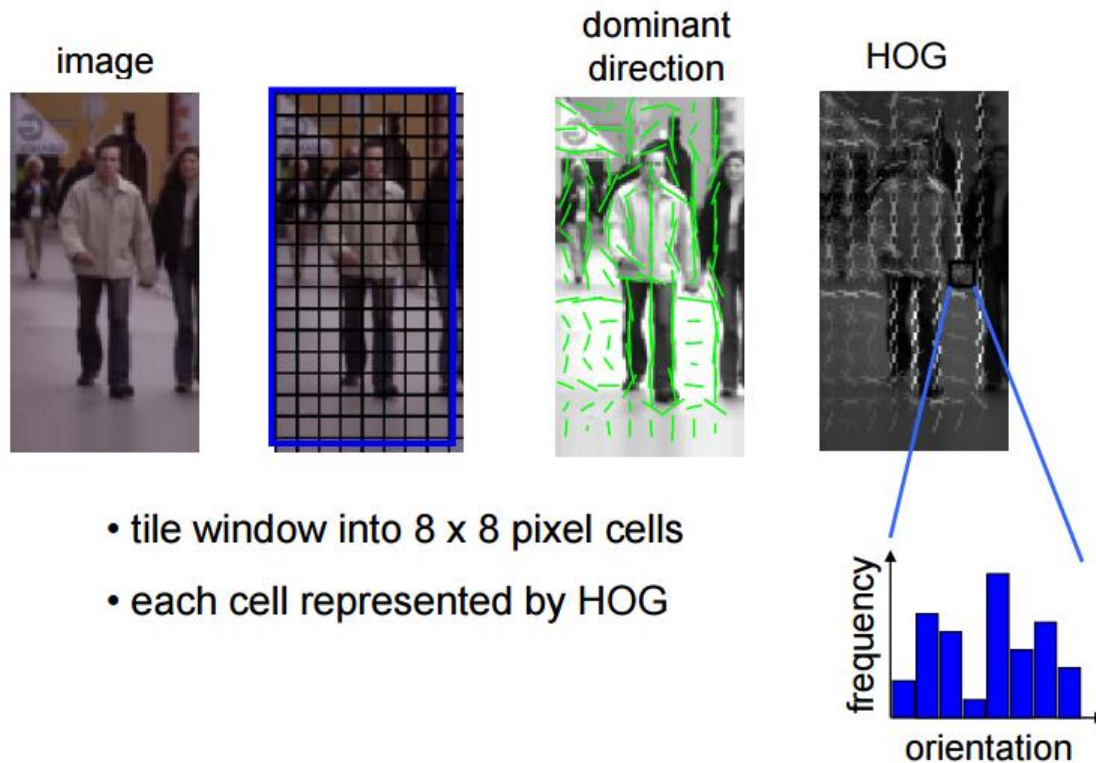 image
dominant
direction
HOG
• tile window into 8 x 8 pixel cells
• each cell represented by HOG
frequency
orientation